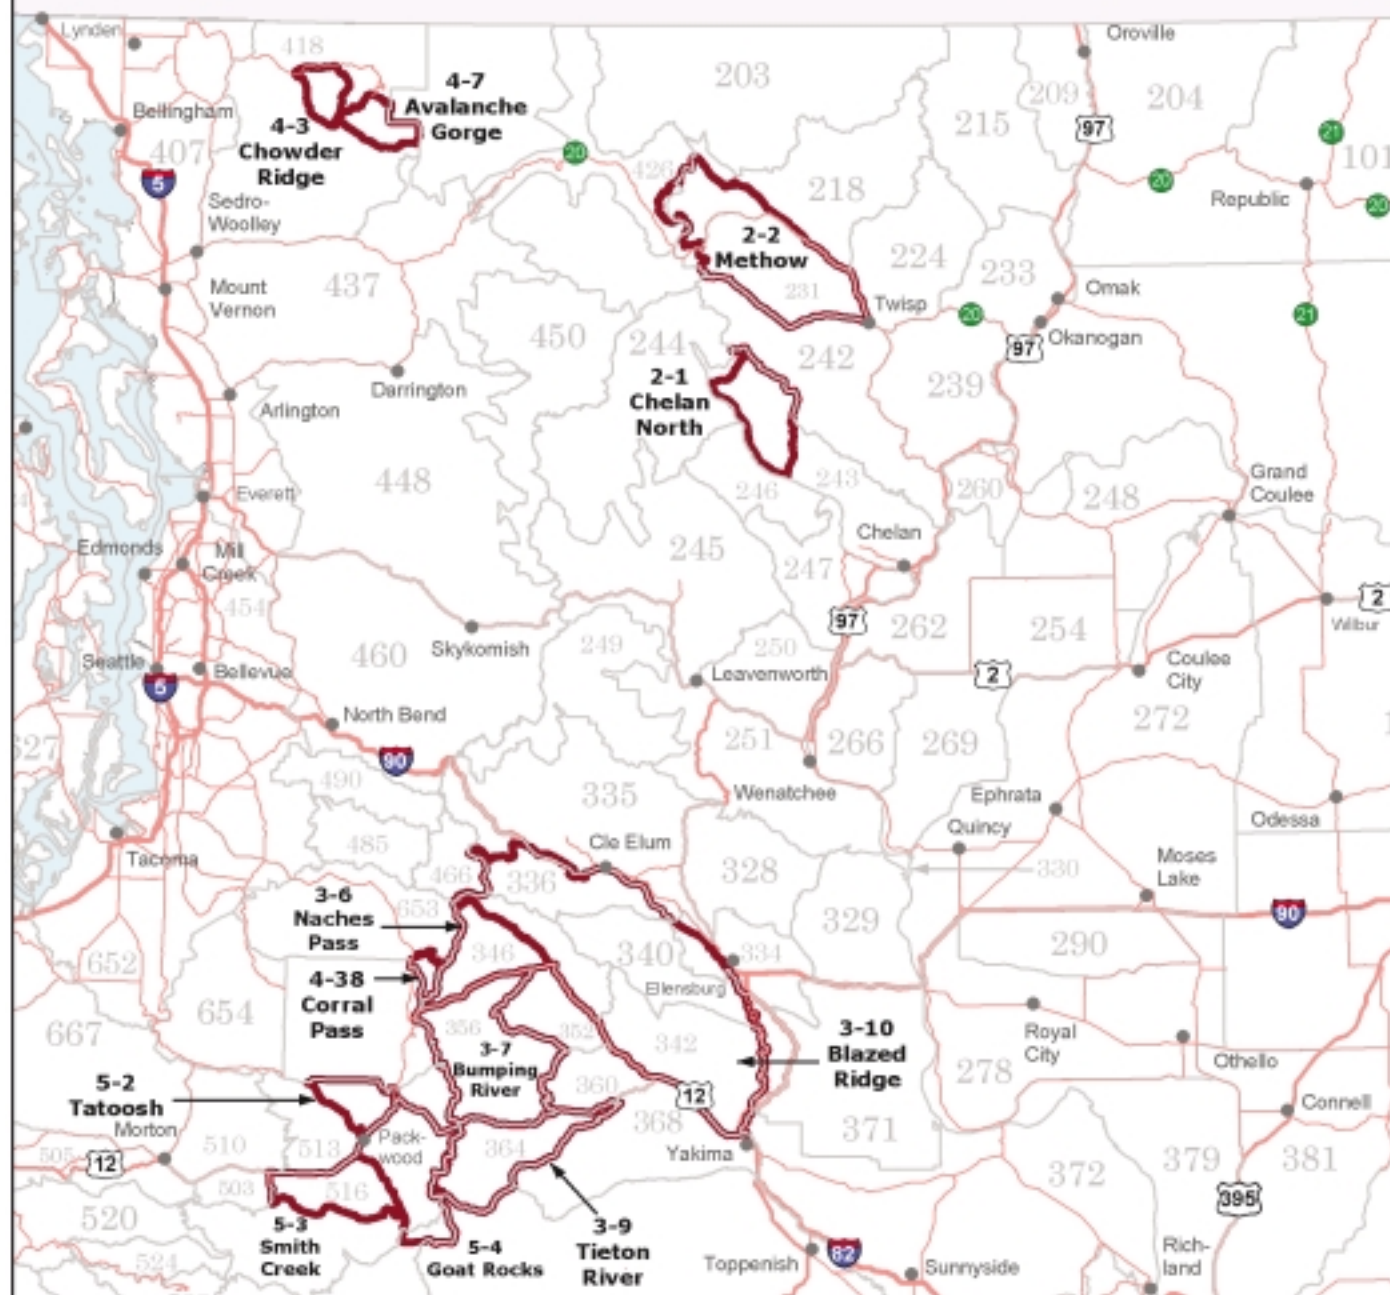 Lynden
Oroville
418
203
4-7
Avalanche
Gorge
209
204
97
215
Bellingham
4-3
Chowder
Ridge
407
20
426
21
101
5
218
20
Republic
20
Sedro-
Woolley
2-2
Methow
224
233
Mount
Vernon
437
231
Twisp
Omak
450
244
242
20
21
Okanogan
97
Darrington
2-1
Chelan
North
239
Arlington
448
246
243
260
248
Grand
Coulee
Everett
Chelan
Edmonds
Mill
Creek
245
247
454
97
262
254
2
Wilbur
460
Skykomish
249
250
Seattle
Bellevue
Leavenworth
2
Coulee
City
5
North Bend
272
327
251
266
269
90
490
335
Wenatchee
Ephrata
Quincy
Odessa
485
Cle Elum
Tacoma
466
336
328
330
Moses
Lake
3-6
Naches
Pass
653
329
90
346
340
334
290
652
4-38
Corral
Pass
Ellensburg
654
356
352
342
3-10
Blazed
Ridge
Royal
City
667
3-7
Bumping
River
Othello
278
5-2
Tatoosh
360
12
Connell
Morton
368
371
505
12
510
513
Pack-
wood
364
Yakima
372
379
381
503
516
395
520
5-3
Smith
Creek
5-4
Goat Rocks
3-9
Tieton
River
524
Toppenish
82
Sunnyside
Rich-
land